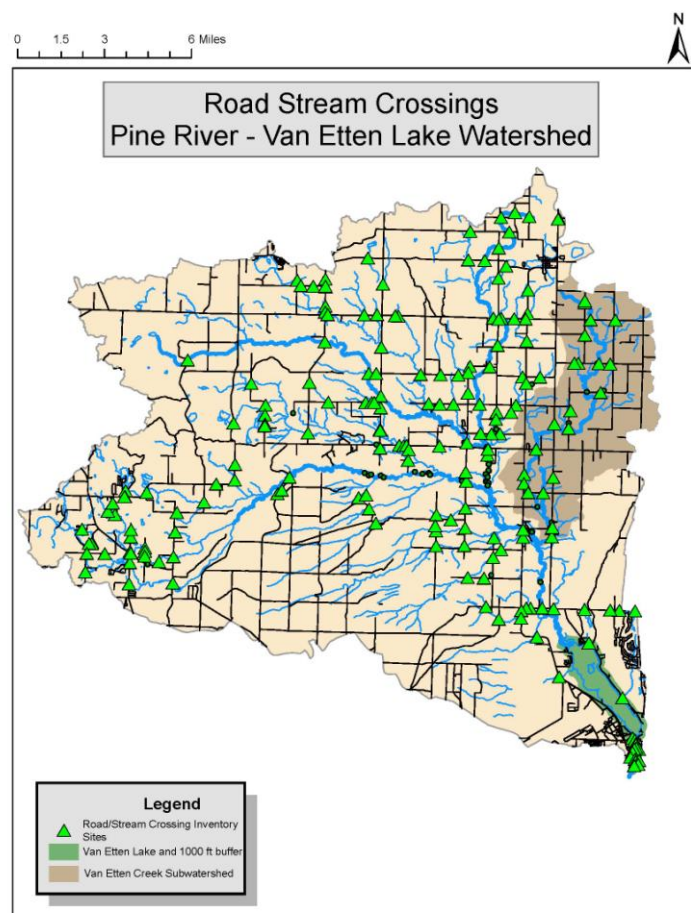 N
0 1.5 3 6 Miles
Road Stream Crossings
Pine River - Van Etten Lake Watershed
Legend
Road/Stream Crossing Inventory
Sites
Van Etten Lake and 1000 ft buffer
Van Etten Creek Subwatershed